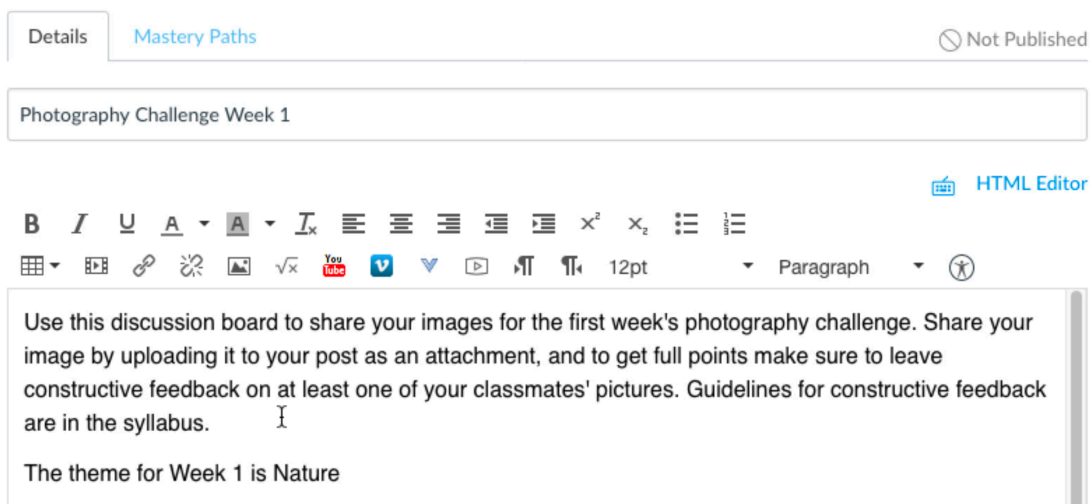 Details Mastery Paths Not Published
Photography Challenge Week 1
HTML Editor
B I U A A Ix x² x₂
√x You Tube 12pt Paragraph
Use this discussion board to share your images for the first week's photography challenge. Share your
image by uploading it to your post as an attachment, and to get full points make sure to leave
constructive feedback on at least one of your classmates' pictures. Guidelines for constructive feedback
are in the syllabus.
The theme for Week 1 is Nature